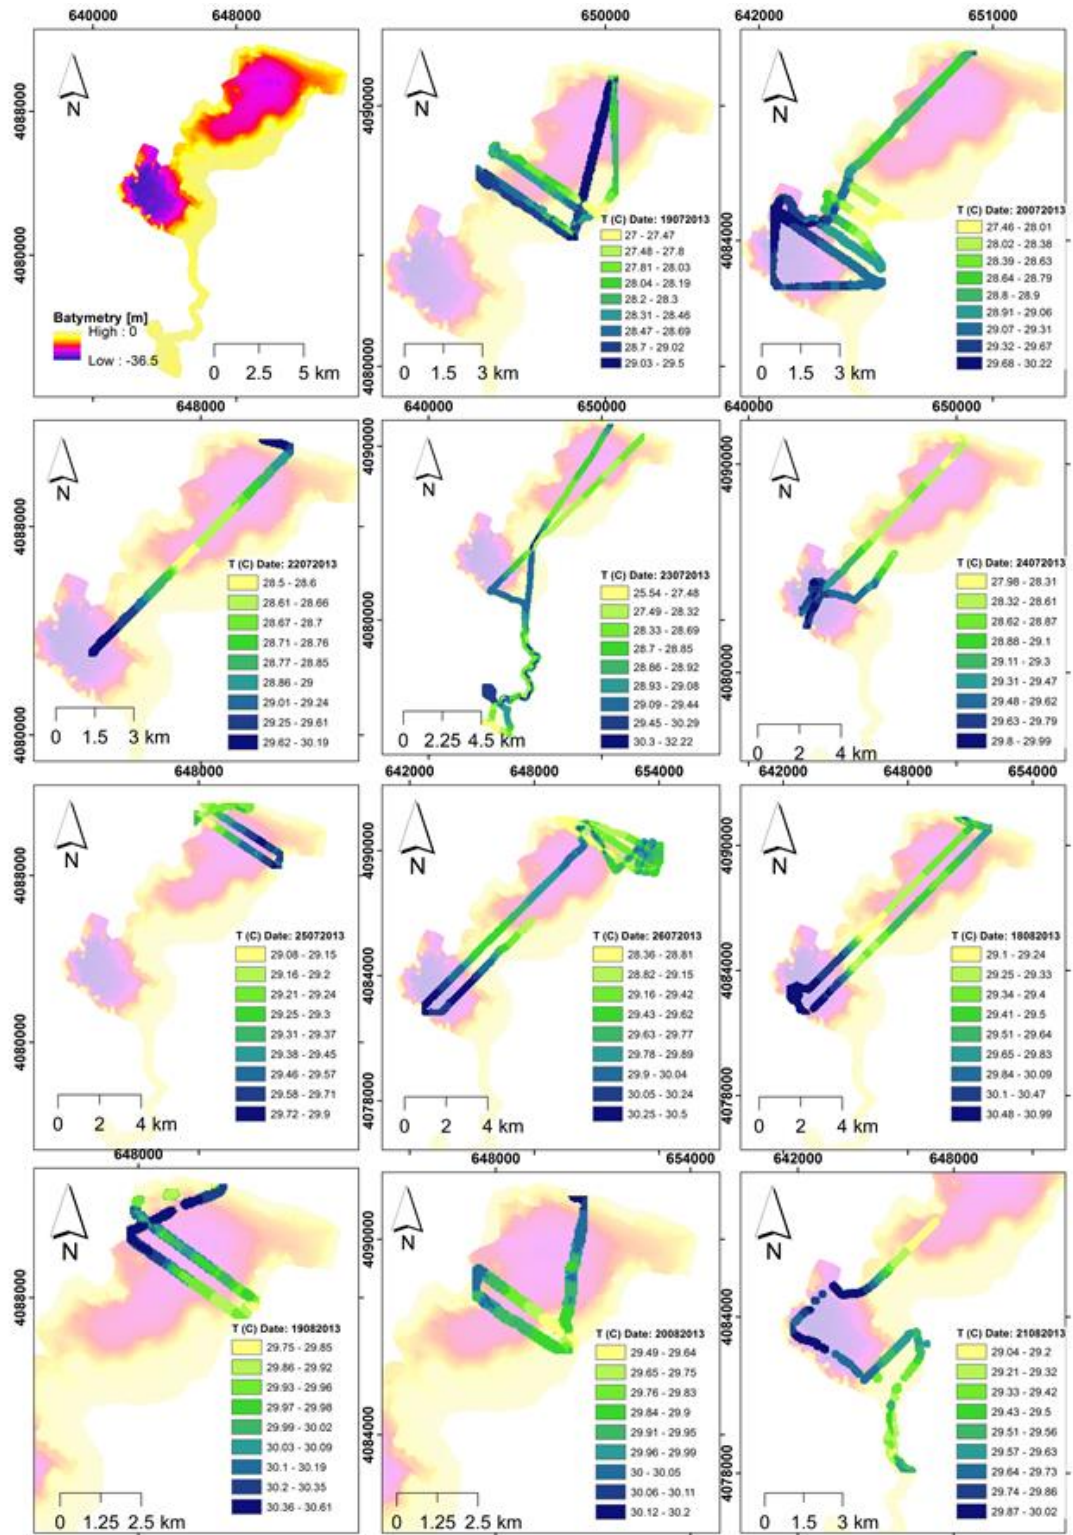 640000 648000
4088000
4080000
N
Batymetry [m]
High : 0
Low : -36.5
0 2.5 5 km
650000
4090000
4080000
N
T (C) Date: 19072013
27 - 27.47
27.48 - 27.8
27.81 - 28.03
28.04 - 28.19
28.2 - 28.3
28.31 - 28.46
28.47 - 28.69
28.7 - 29.02
29.03 - 29.5
0 1.5 3 km
642000 651000
4084000
N
T (C) Date: 20072013
27.46 - 28.01
28.02 - 28.38
28.39 - 28.63
28.64 - 28.79
28.8 - 28.9
28.91 - 29.06
29.07 - 29.31
29.32 - 29.67
29.68 - 30.22
0 1.5 3 km
648000
4088000
4080000
N
T (C) Date: 22072013
28.5 - 28.6
28.61 - 28.66
28.67 - 28.7
28.71 - 28.76
28.77 - 28.85
28.86 - 29
29.01 - 29.24
29.25 - 29.61
29.62 - 30.19
0 1.5 3 km
640000 650000
4090000
4080000
N
T (C) Date: 23072013
25.54 - 27.48
27.49 - 28.32
28.33 - 28.69
28.7 - 28.85
28.86 - 28.92
28.93 - 29.08
29.09 - 29.44
29.45 - 30.29
30.3 - 32.22
0 2.25 4.5 km
640000 650000
4090000
4080000
N
T (C) Date: 24072013
27.98 - 28.31
28.32 - 28.61
28.62 - 28.87
28.88 - 29.1
29.11 - 29.3
29.31 - 29.47
29.48 - 29.62
29.63 - 29.79
29.8 - 29.99
0 2 4 km
648000
4088000
4080000
N
T (C) Date: 25072013
29.08 - 29.15
29.16 - 29.2
29.21 - 29.24
29.25 - 29.3
29.31 - 29.37
29.38 - 29.45
29.46 - 29.57
29.58 - 29.71
29.72 - 29.9
0 2 4 km
642000 648000 654000
4090000
4084000
4078000
N
T (C) Date: 26072013
28.36 - 28.81
28.82 - 29.15
29.16 - 29.42
29.43 - 29.62
29.63 - 29.77
29.78 - 29.89
29.9 - 30.04
30.05 - 30.24
30.25 - 30.5
0 2 4 km
642000 648000 654000
4090000
4084000
4078000
N
T (C) Date: 18082013
29.1 - 29.24
29.25 - 29.33
29.34 - 29.4
29.41 - 29.5
29.51 - 29.64
29.65 - 29.83
29.84 - 30.09
30.1 - 30.47
30.48 - 30.99
0 2 4 km
648000
4088000
N
T (C) Date: 19082013
29.75 - 29.85
29.86 - 29.92
29.93 - 29.96
29.97 - 29.98
29.99 - 30.02
30.03 - 30.09
30.1 - 30.19
30.2 - 30.35
30.36 - 30.61
0 1.25 2.5 km
648000 654000
4090000
4084000
N
T (C) Date: 20082013
29.49 - 29.64
29.65 - 29.75
29.76 - 29.83
29.84 - 29.9
29.91 - 29.95
29.96 - 29.99
30 - 30.05
30.06 - 30.11
30.12 - 30.2
0 1.25 2.5 km
642000 648000
4084000
4078000
N
T (C) Date: 21082013
29.04 - 29.2
29.21 - 29.32
29.33 - 29.42
29.43 - 29.5
29.51 - 29.56
29.57 - 29.63
29.64 - 29.73
29.74 - 29.86
29.87 - 30.02
0 1.5 3 km